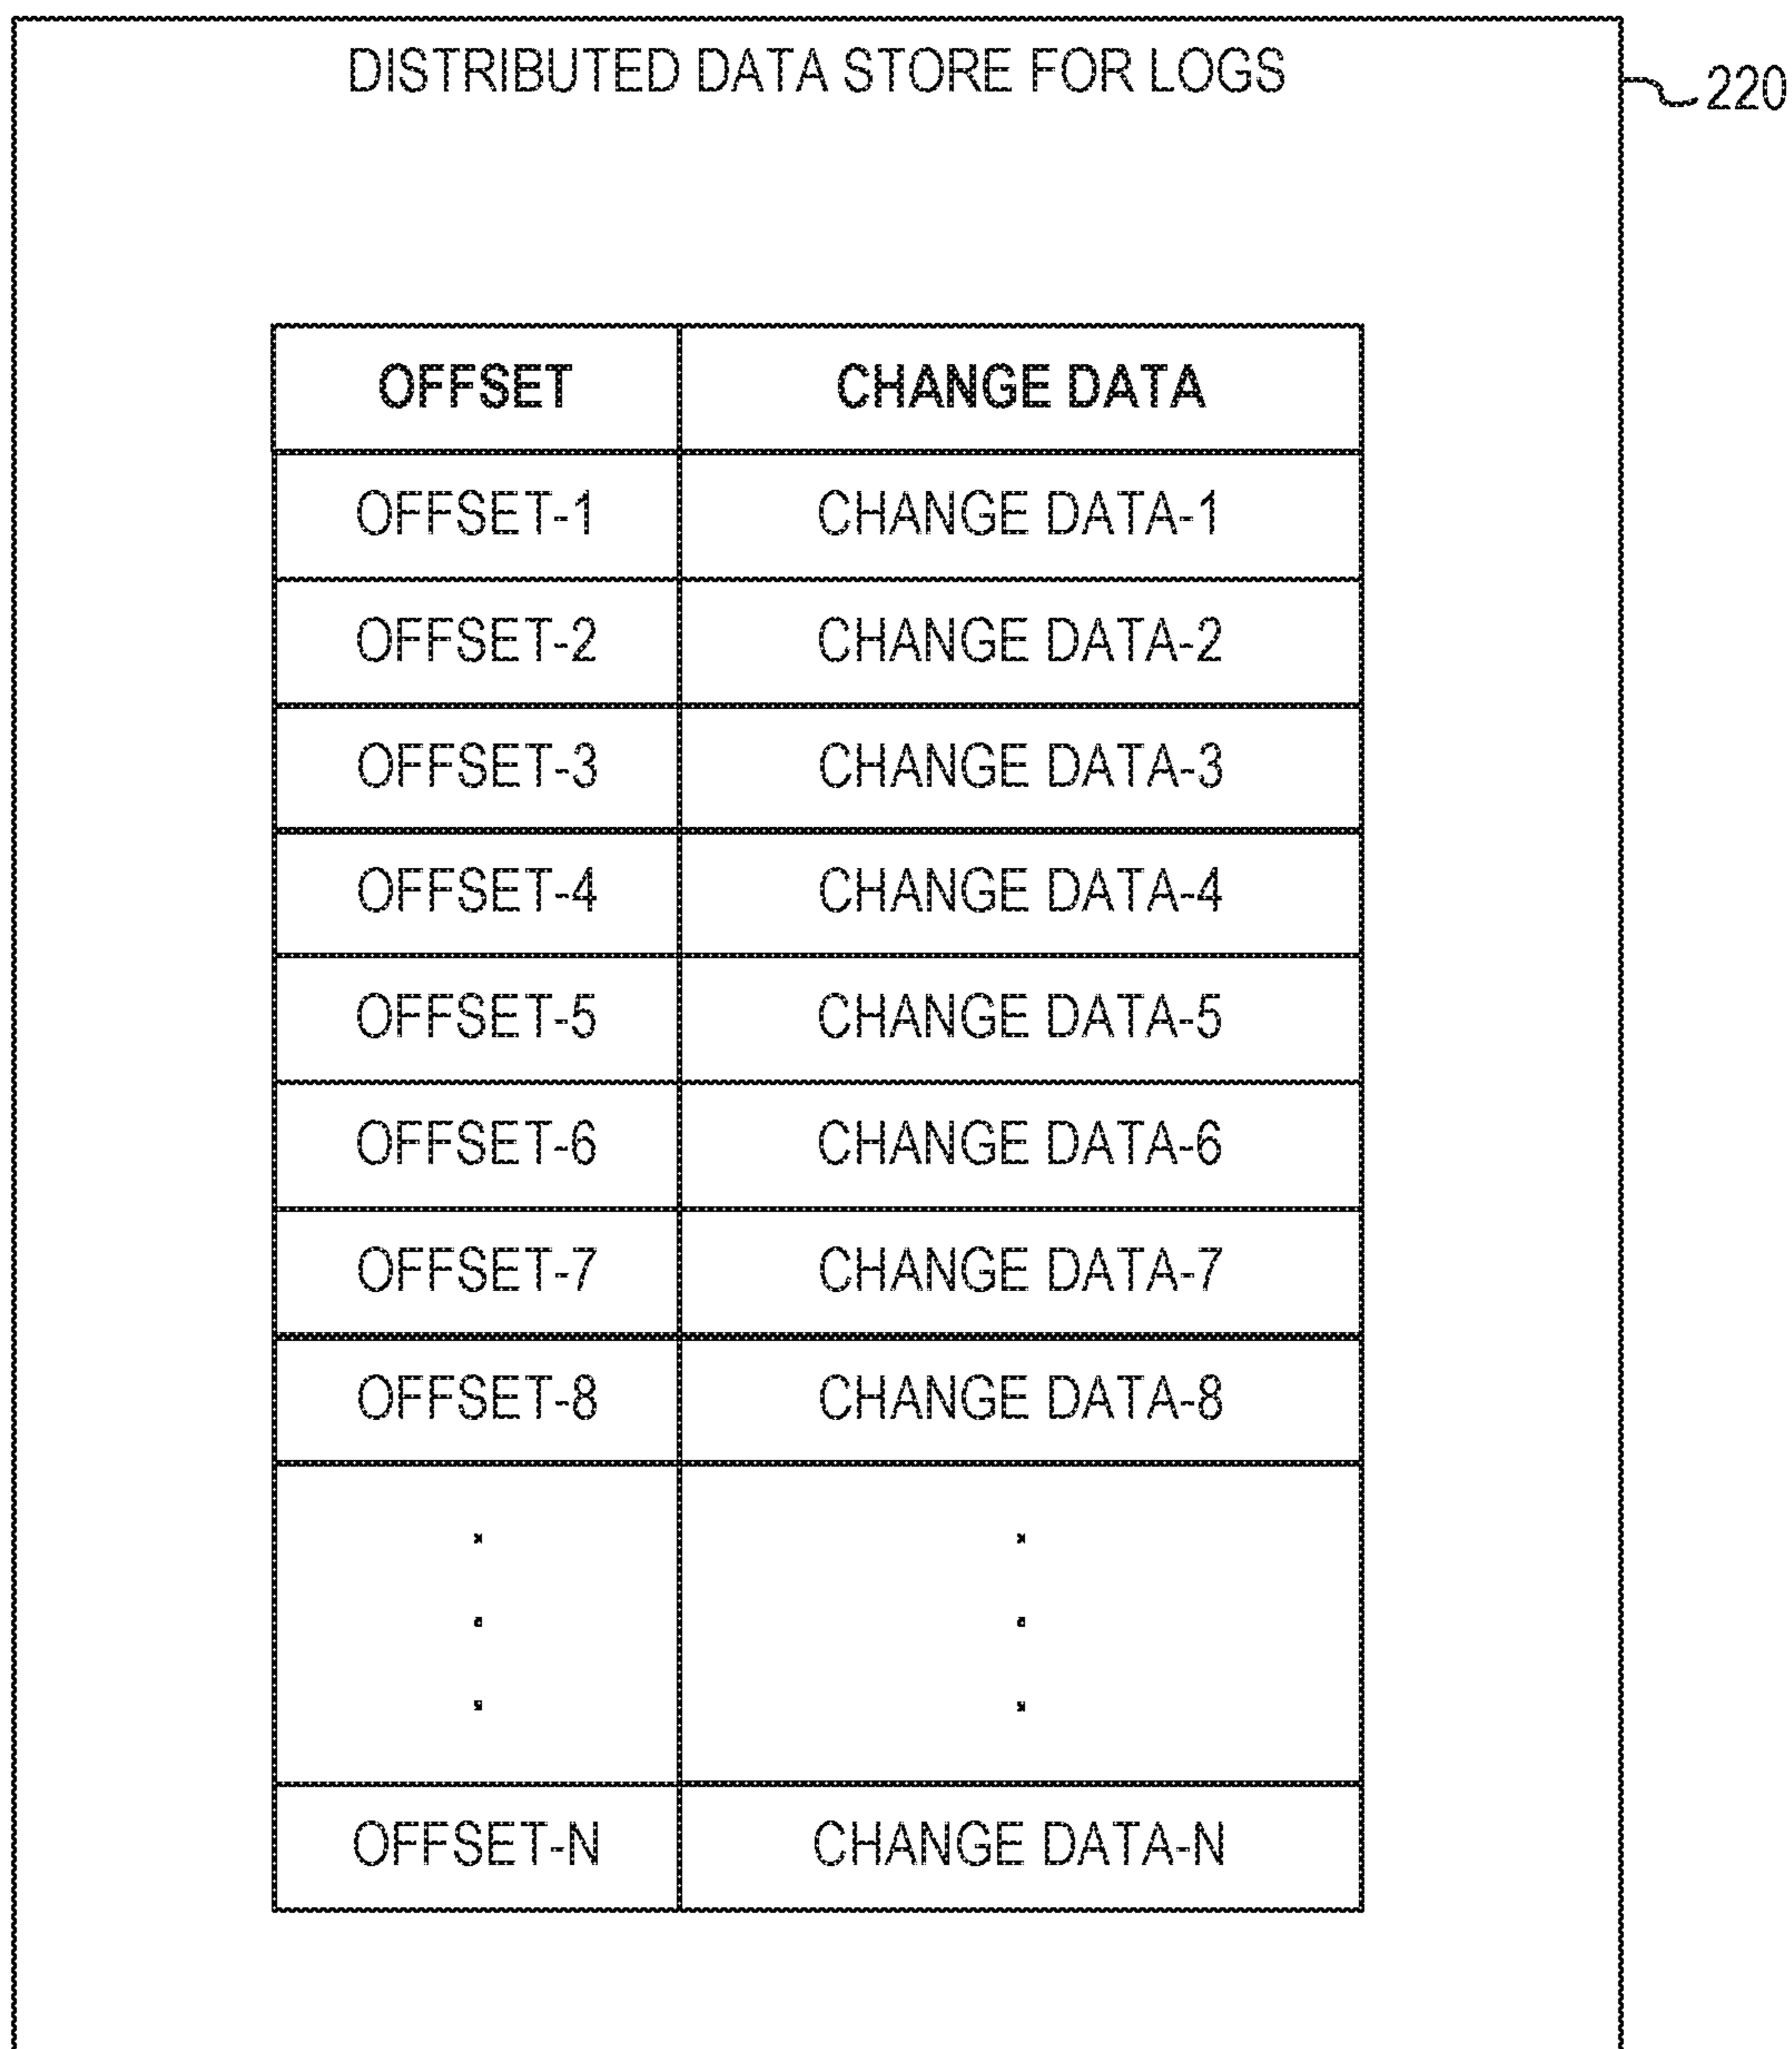 DISTRIBUTED DATA STORE FOR LOGS
220
OFFSET CHANGE DATA
OFFSET-1 CHANGE DATA-1
OFFSET-2 CHANGE DATA-2
OFFSET-3 CHANGE DATA-3
OFFSET-4 CHANGE DATA-4
OFFSET-5 CHANGE DATA-5
OFFSET-6 CHANGE DATA-6
OFFSET-7 CHANGE DATA-7
OFFSET-8 CHANGE DATA-8
. .
. .
. .
OFFSET-N CHANGE DATA-N